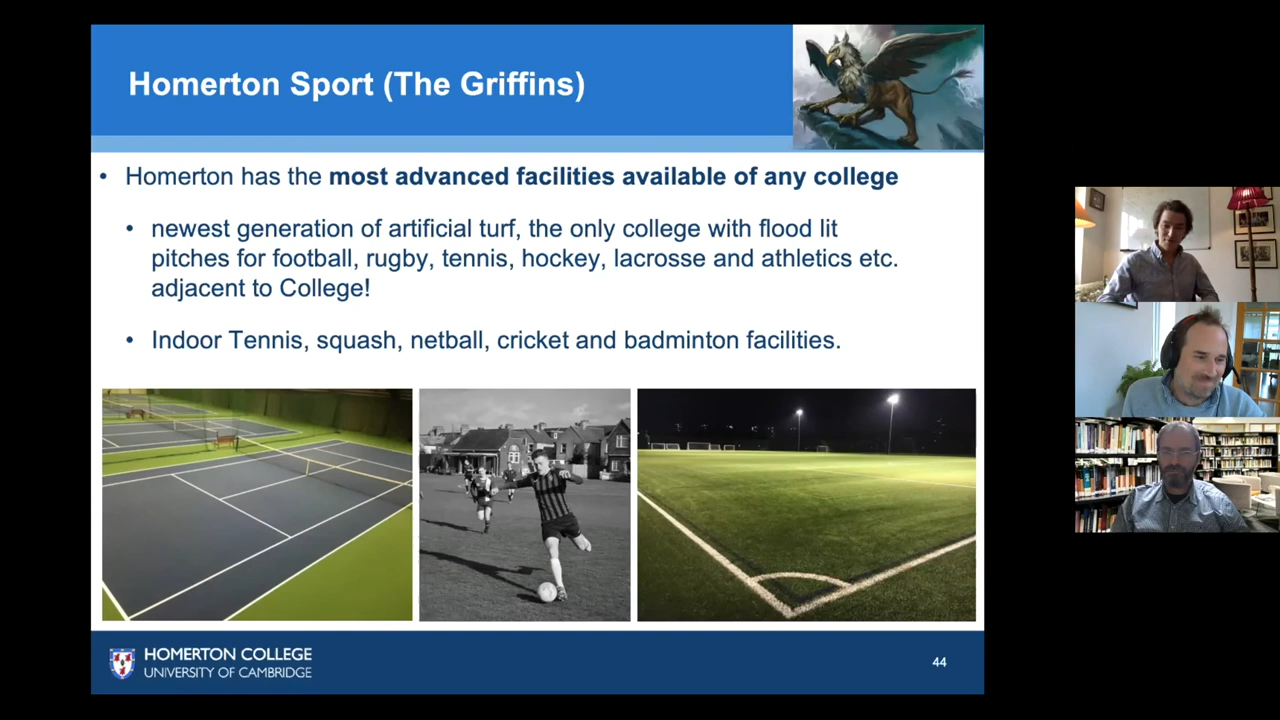 Homerton Sport (The Griffins)
• Homerton has the most advanced facilities available of any college
• newest generation of artificial turf, the only college with flood lit
pitches for football, rugby, tennis, hockey, lacrosse and athletics etc.
adjacent to College!
• Indoor Tennis, squash, netball, cricket and badminton facilities.
HOMERTON COLLEGE
UNIVERSITY OF CAMBRIDGE
44